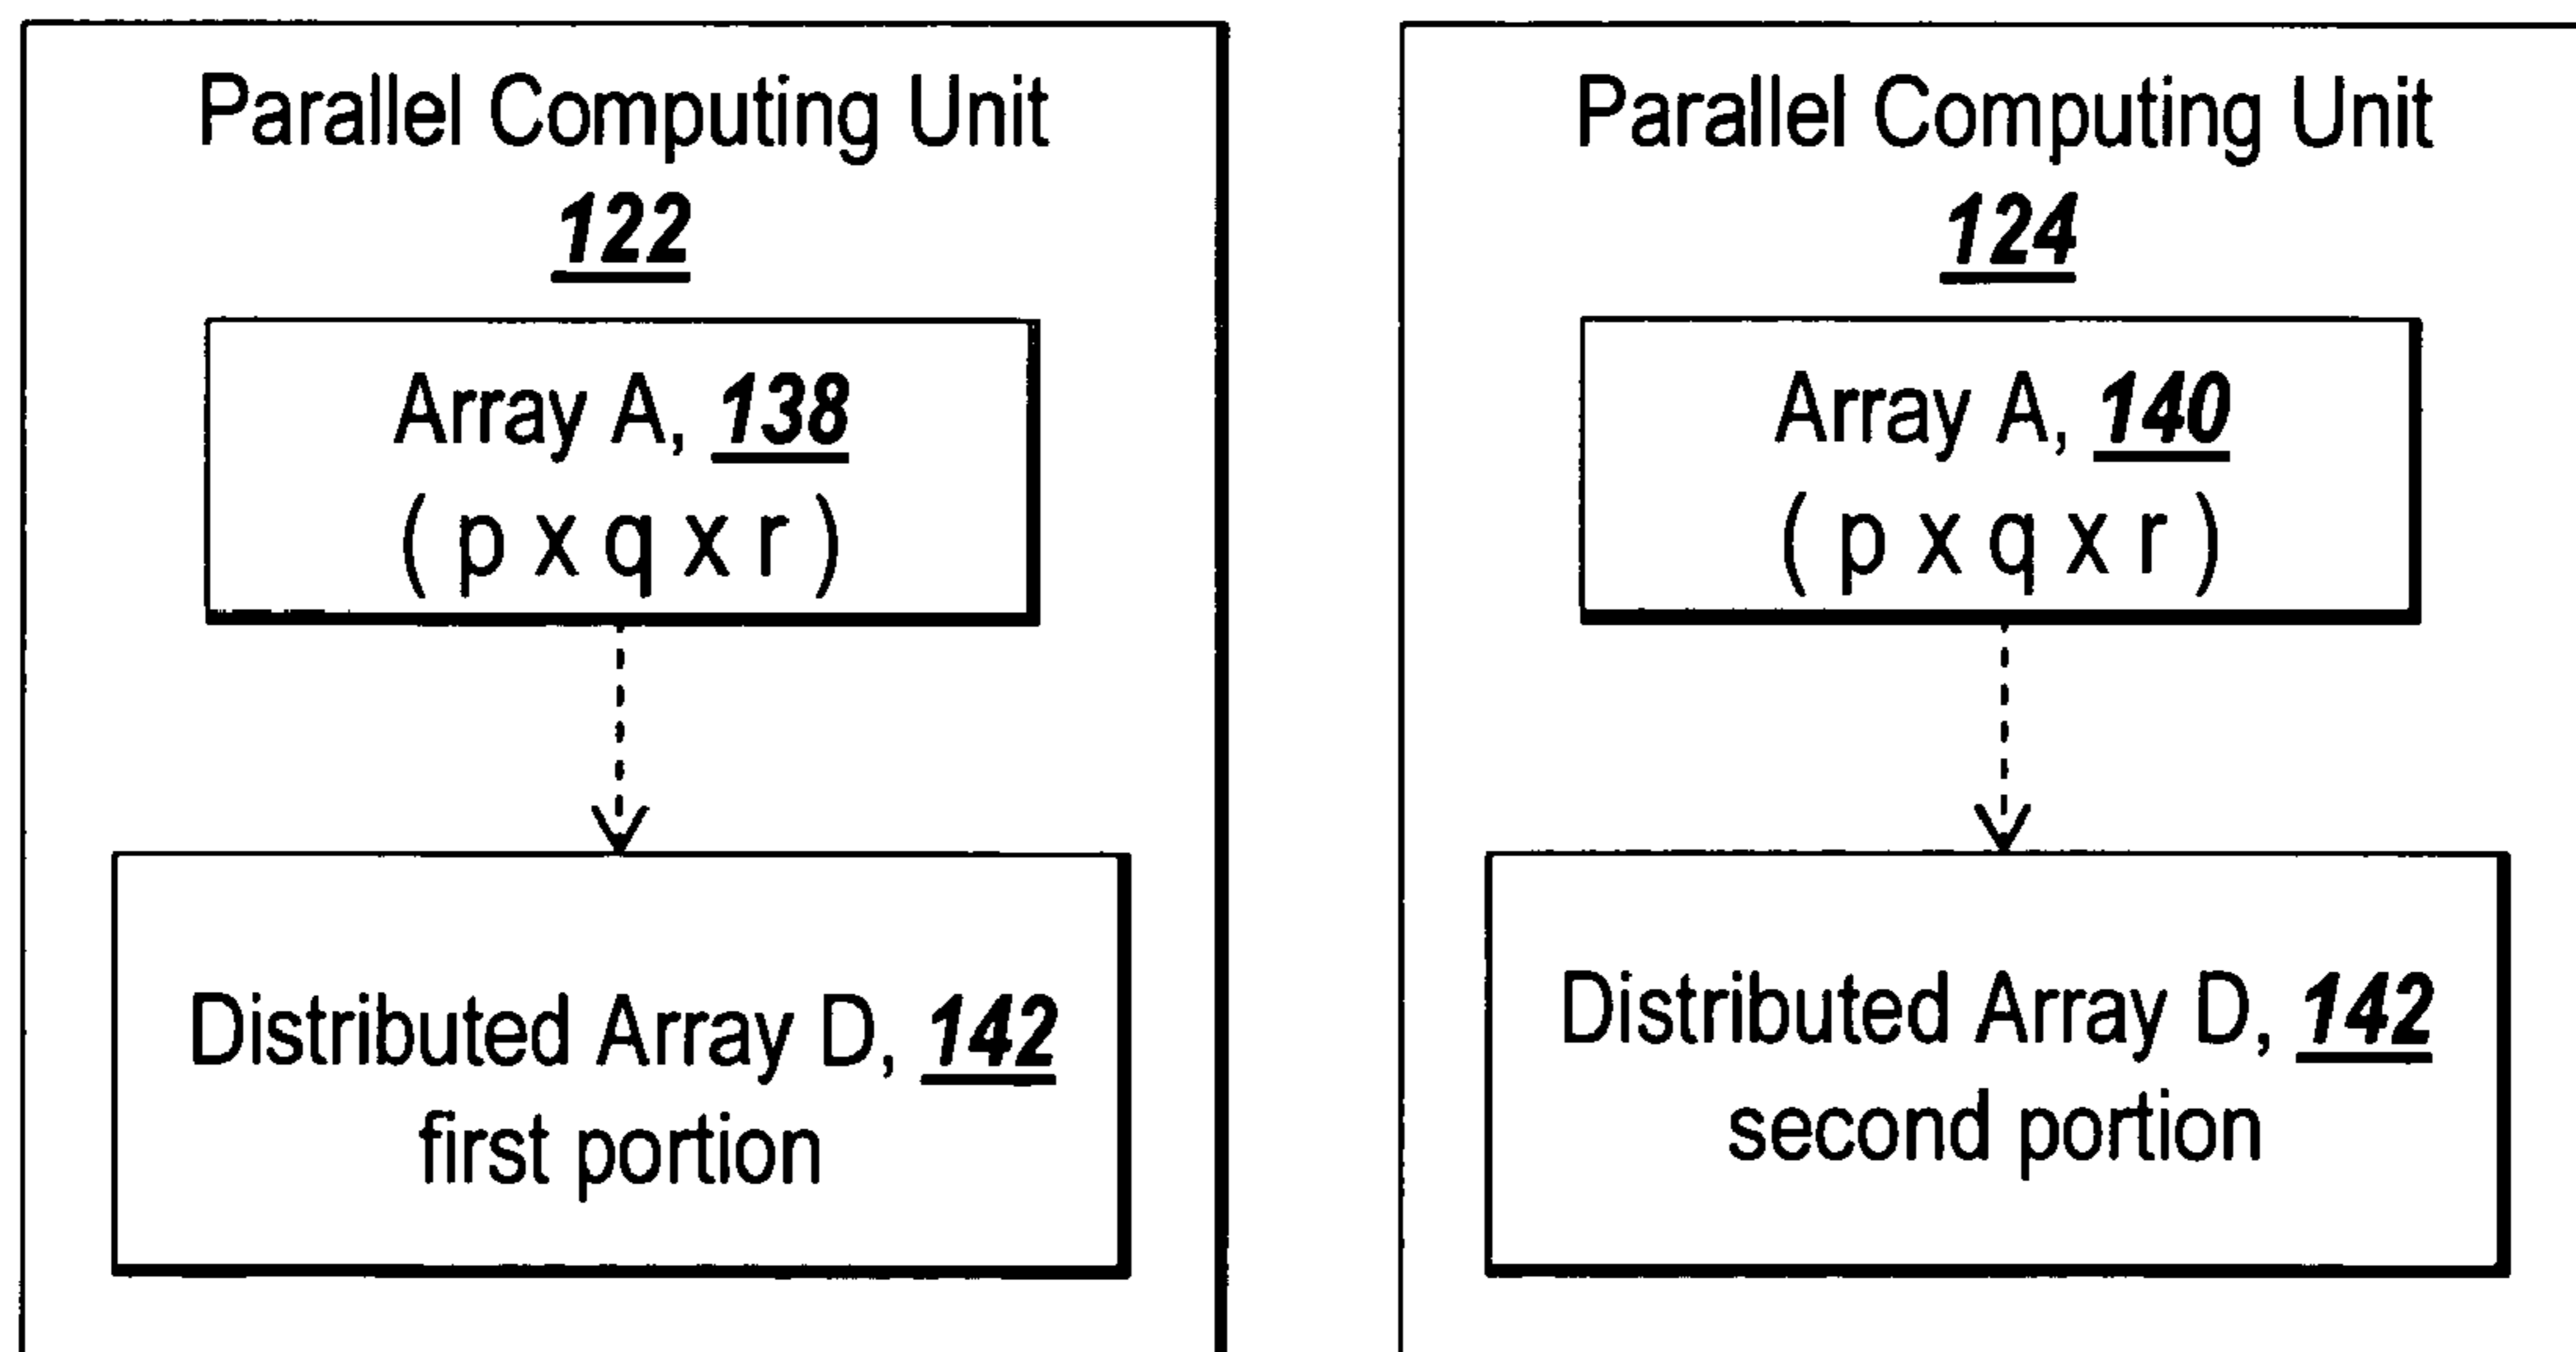 Parallel Computing Unit
122
Array A, 138
( p x q x r )
Distributed Array D, 142
first portion
Parallel Computing Unit
124
Array A, 140
( p x q x r )
Distributed Array D, 142
second portion